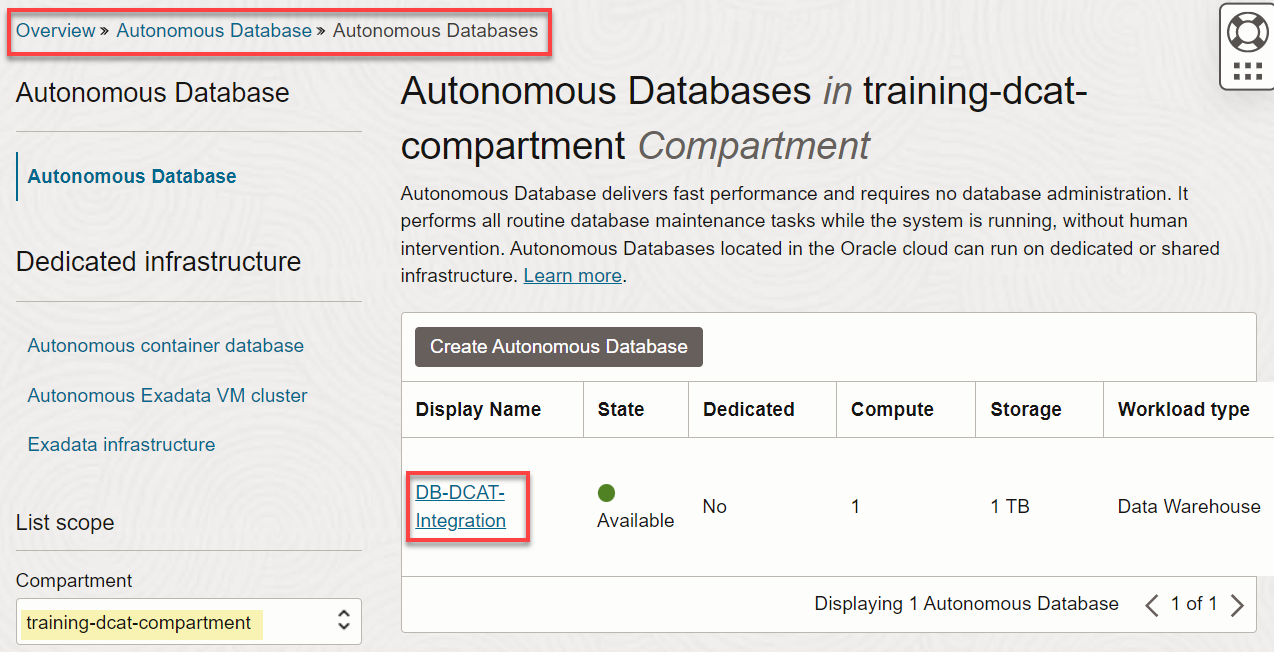 Overview » Autonomous Database » Autonomous Databases
Autonomous Database
Autonomous Database
Dedicated infrastructure
Autonomous container database
Autonomous Exadata VM cluster
Exadata infrastructure
List scope
Compartment
training-dcat-compartment
Autonomous Databases in training-dcat-
compartment Compartment
Autonomous Database delivers fast performance and requires no database administration. It
performs all routine database maintenance tasks while the system is running, without human
intervention. Autonomous Databases located in the Oracle cloud can run on dedicated or shared
infrastructure. Learn more.
Create Autonomous Database
Display Name State Dedicated Compute Storage Workload type
DB-DCAT-
Integration Available No 1 1 TB Data Warehouse
Displaying 1 Autonomous Database 1 of 1